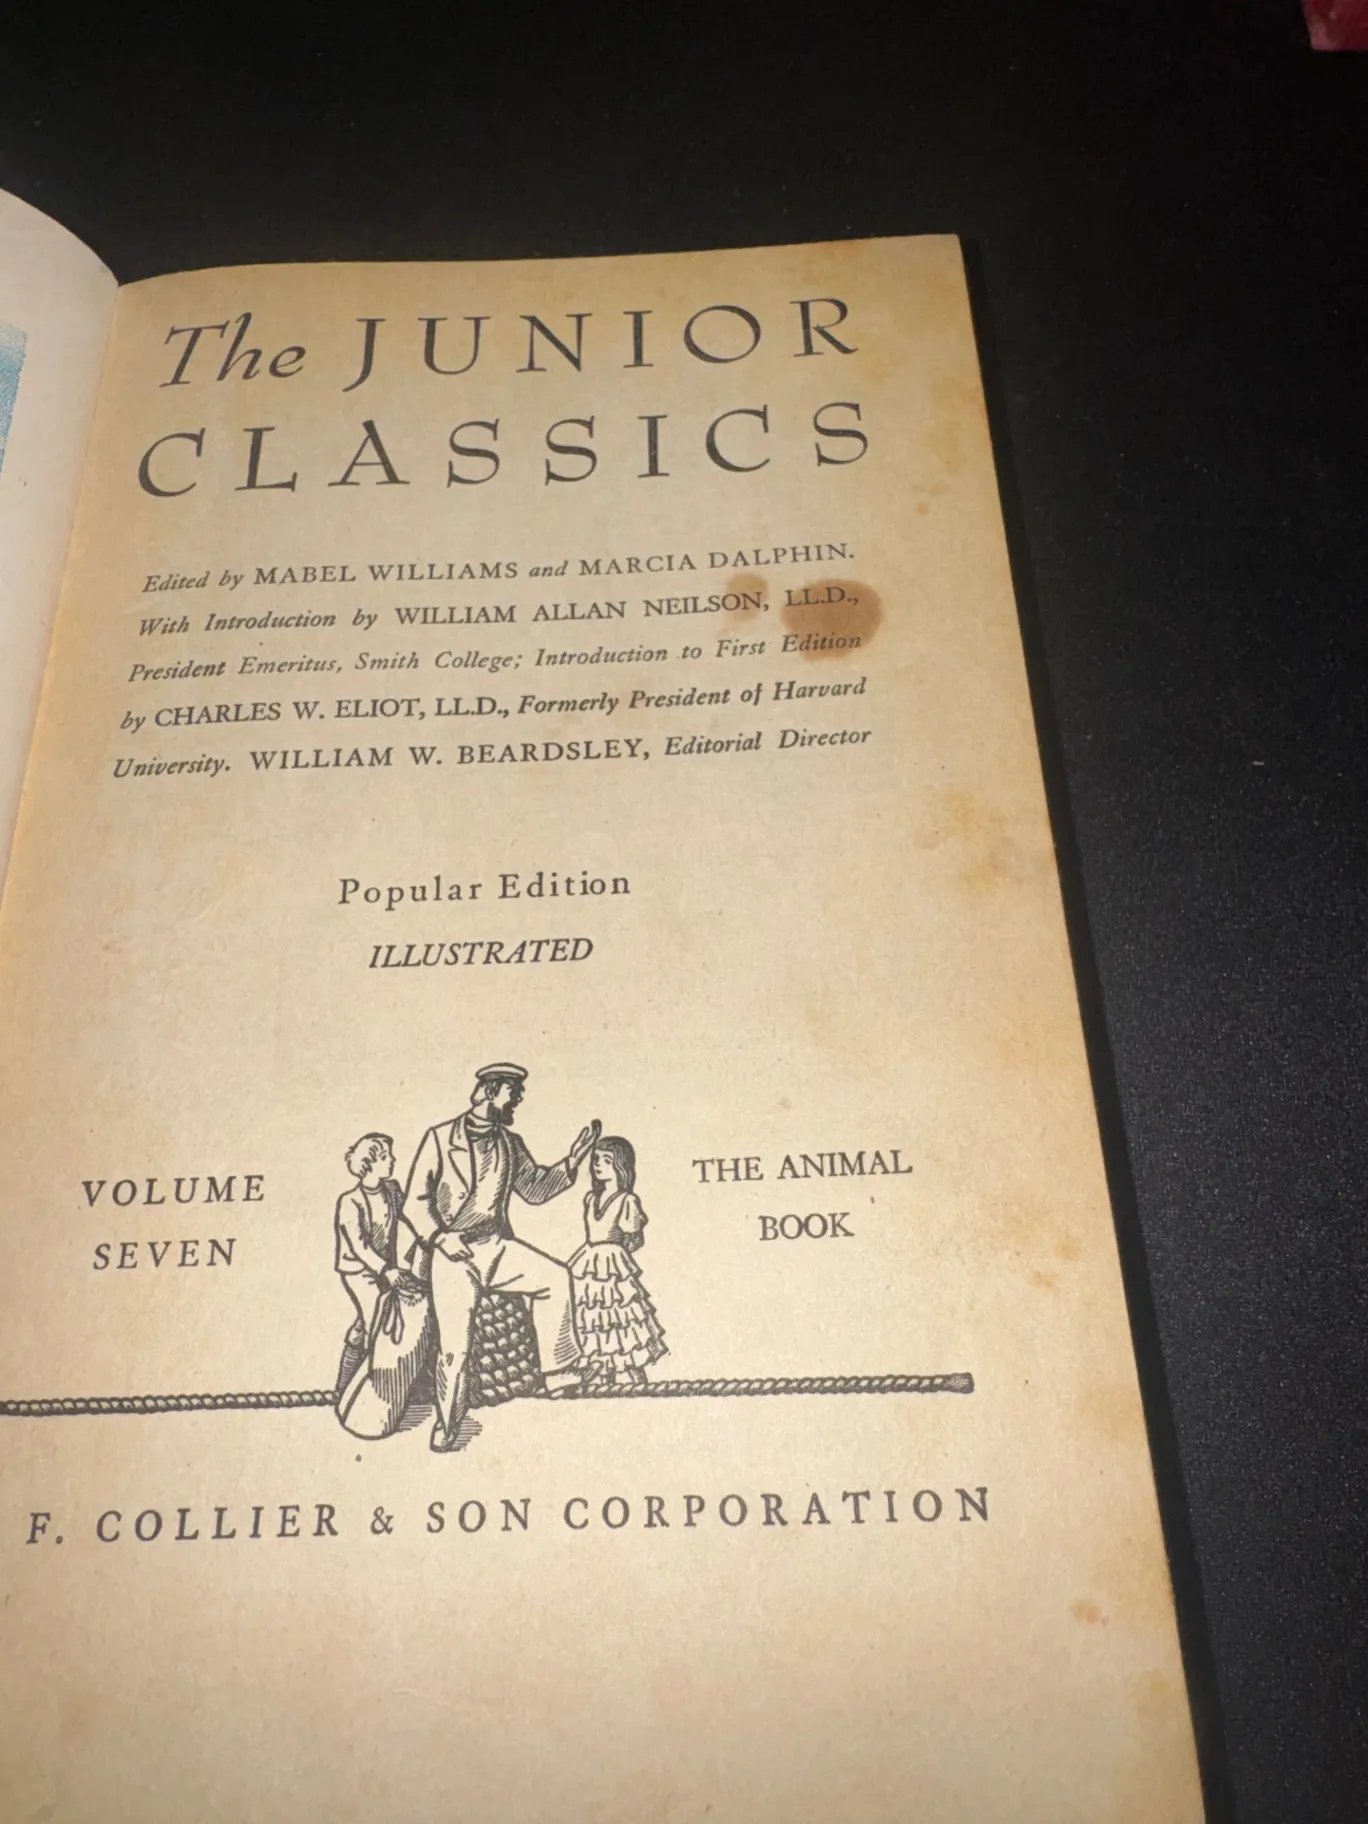 The JUNIOR
CLASSICS
Edited by MABEL WILLIAMS and MARCIA DALPHIN.
With Introduction by WILLIAM ALLAN NEILSON, LL.D.,
President Emeritus, Smith College; Introduction to First Edition
by CHARLES W. ELIOT, LL.D., Formerly President of Harvard
University. WILLIAM W. BEARDSLEY, Editorial Director
Popular Edition
ILLUSTRATED
VOLUME
SEVEN
THE ANIMAL
BOOK
F. COLLIER & SON CORPORATION